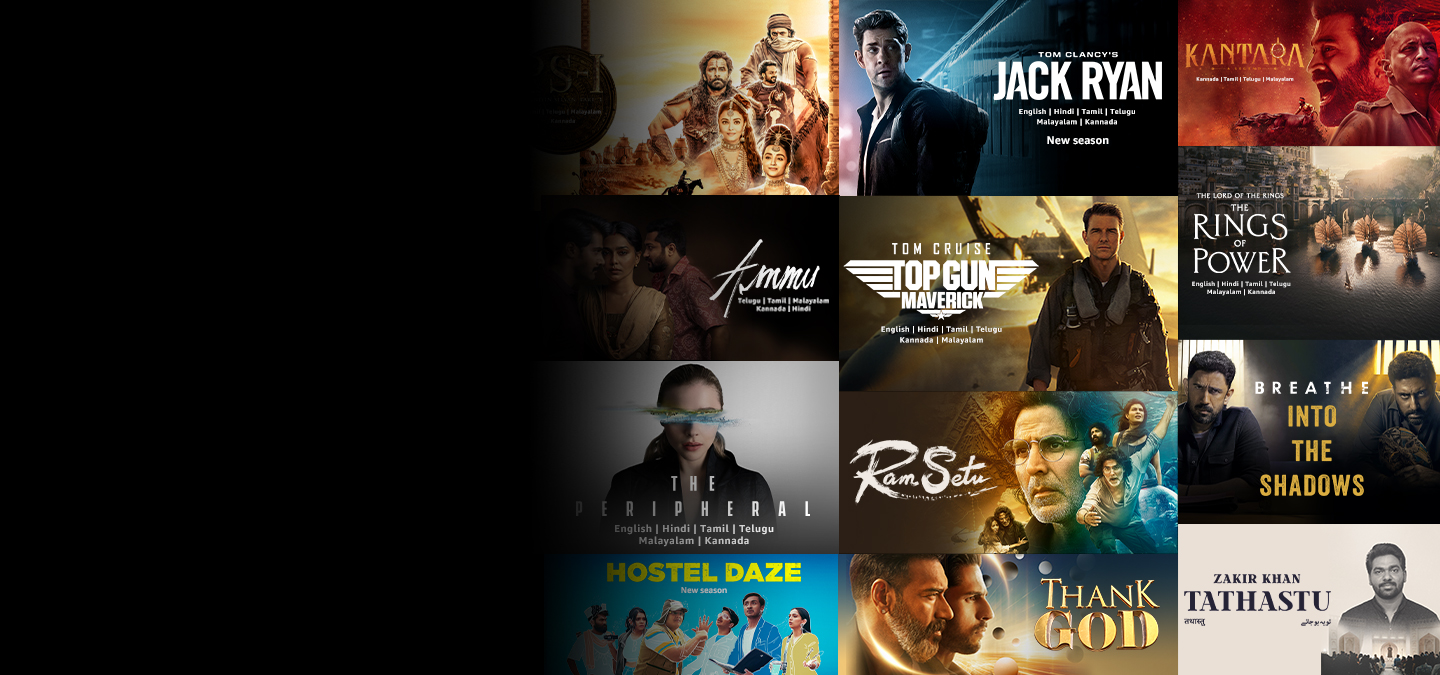 PS-I
TOM CLANCY'S
JACK RYAN
English | Hindi | Tamil | Telugu
Malayalam | Kannada
New season
KANTARA
Kannada | Tamil | Telugu | Malayalam
THE LORD OF THE RINGS
THE
RINGS
OF
POWER
English | Hindi | Tamil | Telugu
Malayalam | Kannada
Ammu
Telugu | Tamil | Malayalam
Kannada | Hindi
TOM CRUISE
TOP GUN
MAVERICK
English | Hindi | Tamil | Telugu
Kannada | Malayalam
BREATHE
INTO
THE
SHADOWS
THE
PERIPHERAL
English | Hindi | Tamil | Telugu
Malayalam | Kannada
Ram Setu
HOSTEL DAZE
New season
THANK
GOD
ZAKIR KHAN
TATHASTU
तथास्तु